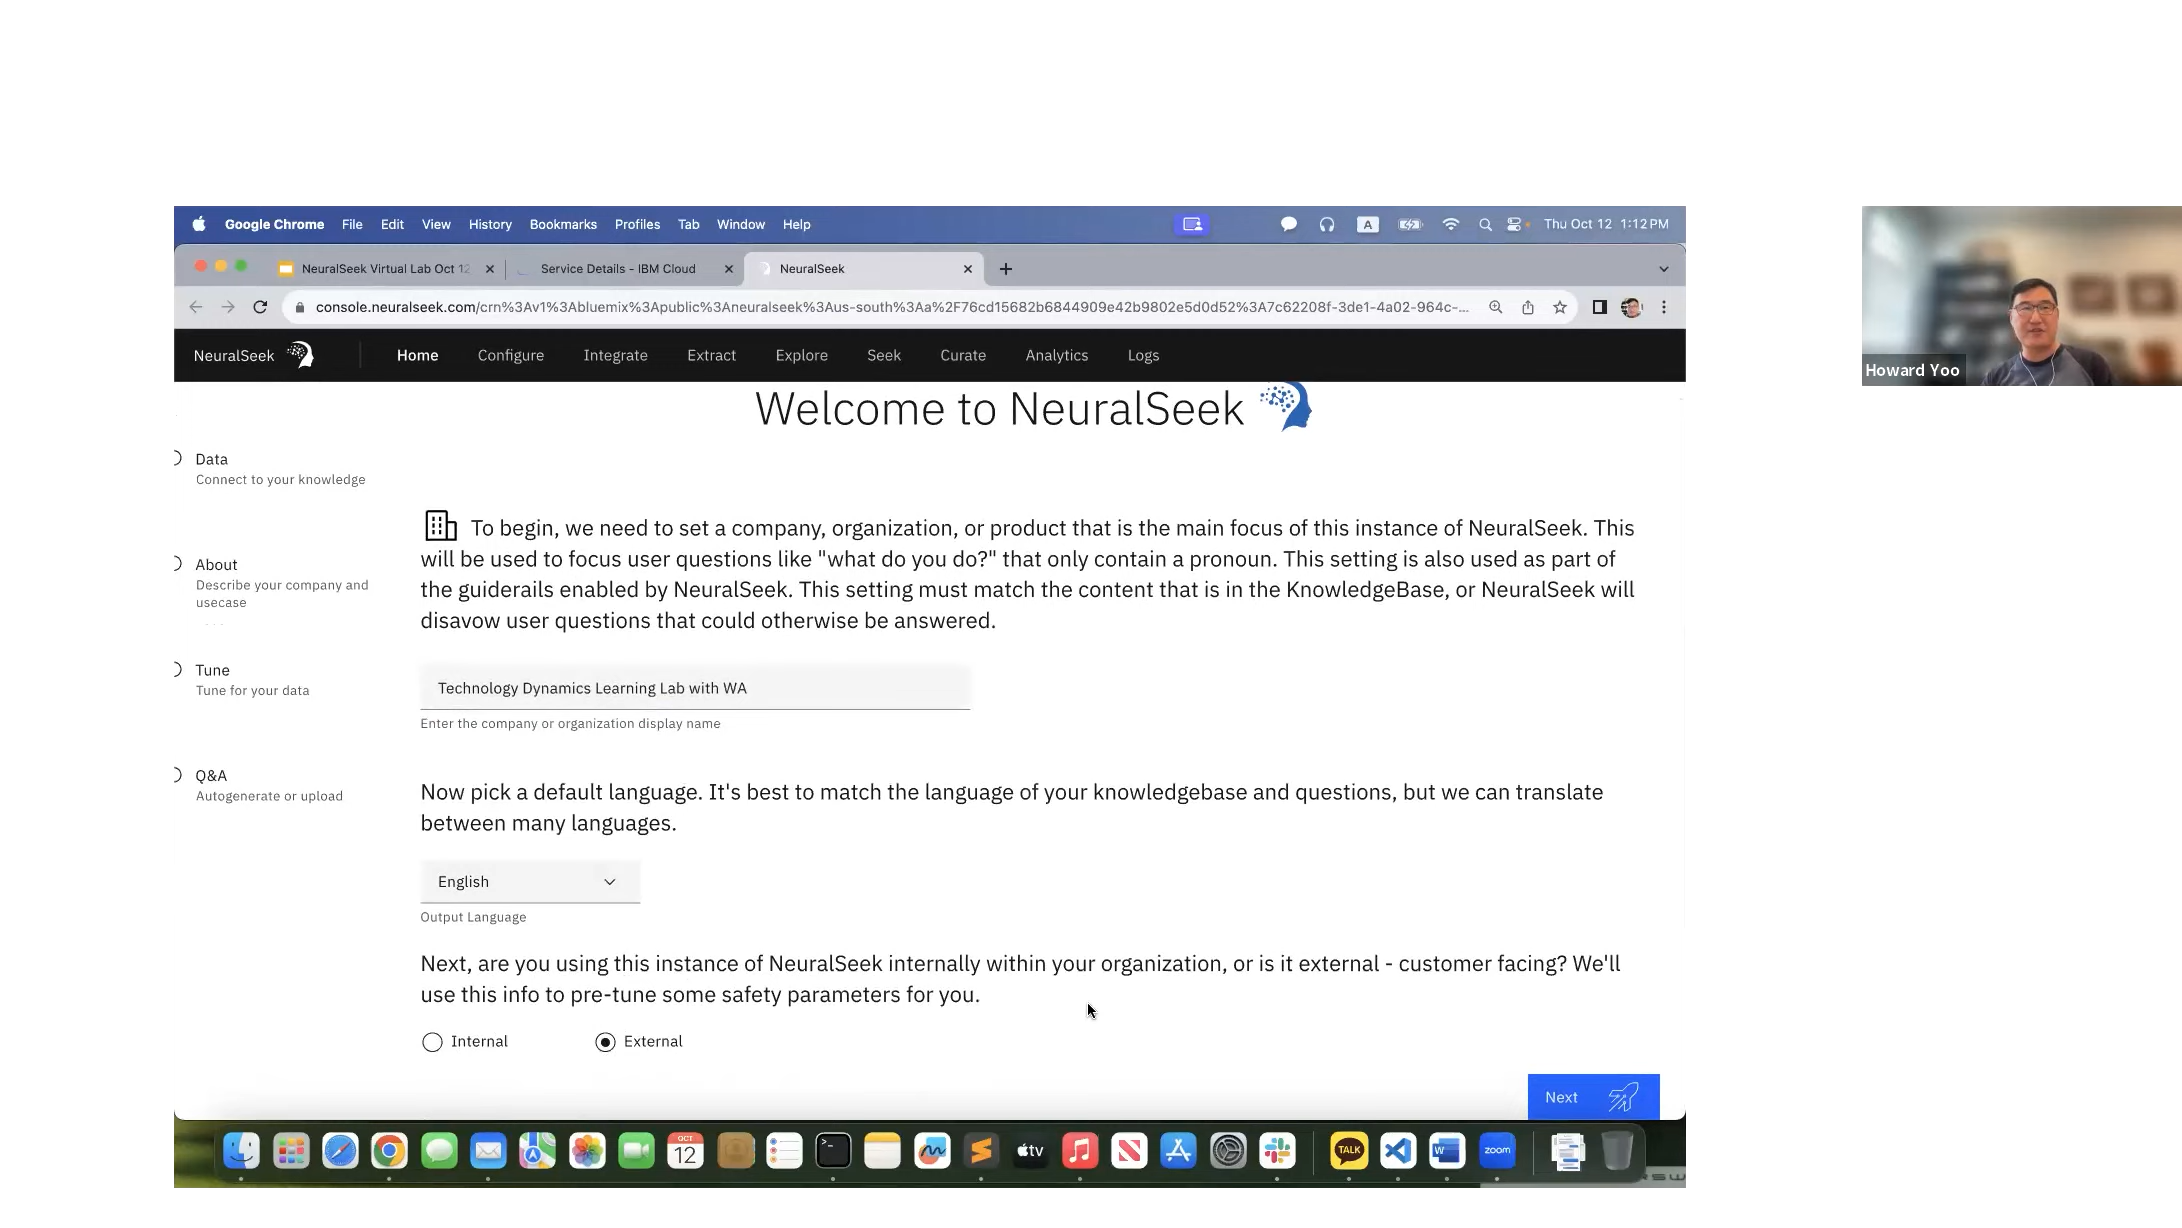 Google Chrome File Edit View History Bookmarks Profiles Tab Window Help A Thu Oct 12 1:12 PM
NeuralSeek Virtual Lab Oct 12 Service Details - IBM Cloud NeuralSeek
console.neuralseek.com/crn%3Av1%3Abluemix%3Apublic%3Aneuralseek%3Aus-south%3Aa%2F76cd15682b6844909e42b9802e5d0d52%3A7c62208f-3de1-4a02-964c-...
NeuralSeek Home Configure Integrate Extract Explore Seek Curate Analytics Logs
Howard Yoo
Welcome to NeuralSeek
Data
Connect to your knowledge
About
Describe your company and
usecase
Tune
Tune for your data
Q&A
Autogenerate or upload
To begin, we need to set a company, organization, or product that is the main focus of this instance of NeuralSeek. This
will be used to focus user questions like "what do you do?" that only contain a pronoun. This setting is also used as part of
the guiderails enabled by NeuralSeek. This setting must match the content that is in the KnowledgeBase, or NeuralSeek will
disavow user questions that could otherwise be answered.
Technology Dynamics Learning Lab with WA
Enter the company or organization display name
Now pick a default language. It's best to match the language of your knowledgebase and questions, but we can translate
between many languages.
English
Output Language
Next, are you using this instance of NeuralSeek internally within your organization, or is it external - customer facing? We'll
use this info to pre-tune some safety parameters for you.
Internal External
Next
OCT
12
tv
TALK
W
zoom